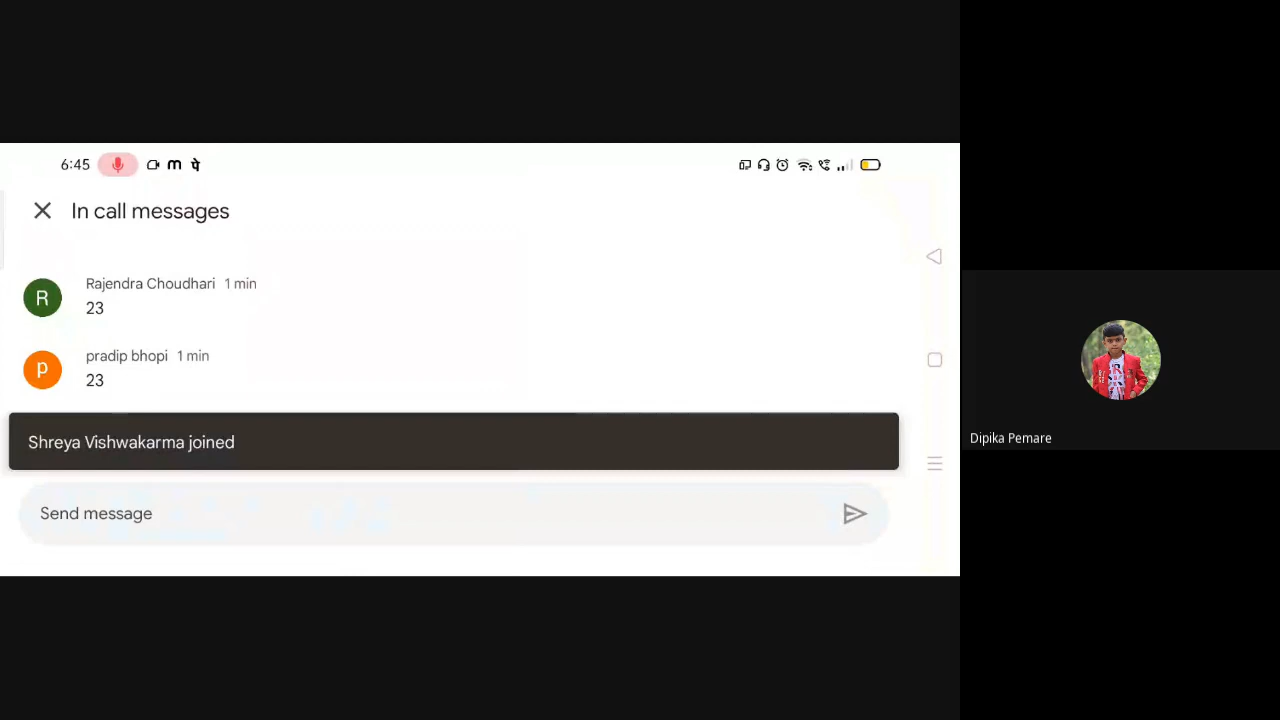 6:45
In call messages
R
Rajendra Choudhari 1 min
23
p
pradip bhopi 1 min
23
Shreya Vishwakarma joined
Send message
Dipika Pemare